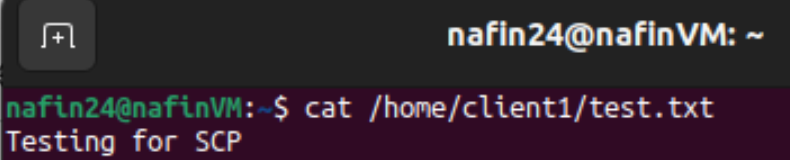 nafin24@nafinVM: ~
nafin24@nafinVM:~$ cat /home/client1/test.txt
Testing for SCP